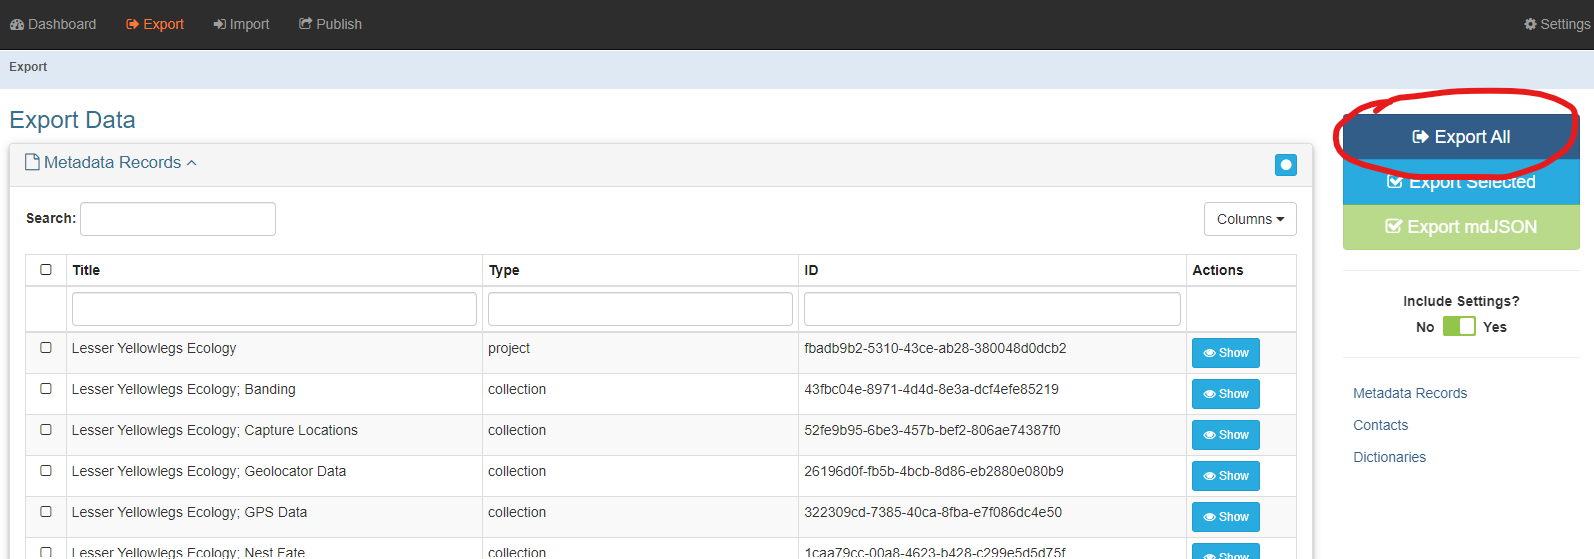 Dashboard Export Import Publish Settings
Export
Export Data
Metadata Records
Export All
Export Selected
Export mdJSON
Search:
Columns
Title Type ID Actions
Lesser Yellowlegs Ecology project fbadb9b2-5310-43ce-ab28-380048d0dcb2 Show
Lesser Yellowlegs Ecology; Banding collection 43fbc04e-8971-4d4d-8e3a-dcf4efe85219 Show
Lesser Yellowlegs Ecology; Capture Locations collection 52fe9b95-6be3-457b-bef2-806ae74387f0 Show
Lesser Yellowlegs Ecology; Geolocator Data collection 26196d0f-fb5b-4bcb-8d86-eb2880e080b9 Show
Lesser Yellowlegs Ecology; GPS Data collection 322309cd-7385-40ca-8fba-e7f086dc4e50 Show
Lesser Yellowlegs Ecology; Nest Fate collection 1caa79cc-00a8-4623-b428-c299e5d5d75f Show
Include Settings?
No Yes
Metadata Records
Contacts
Dictionaries